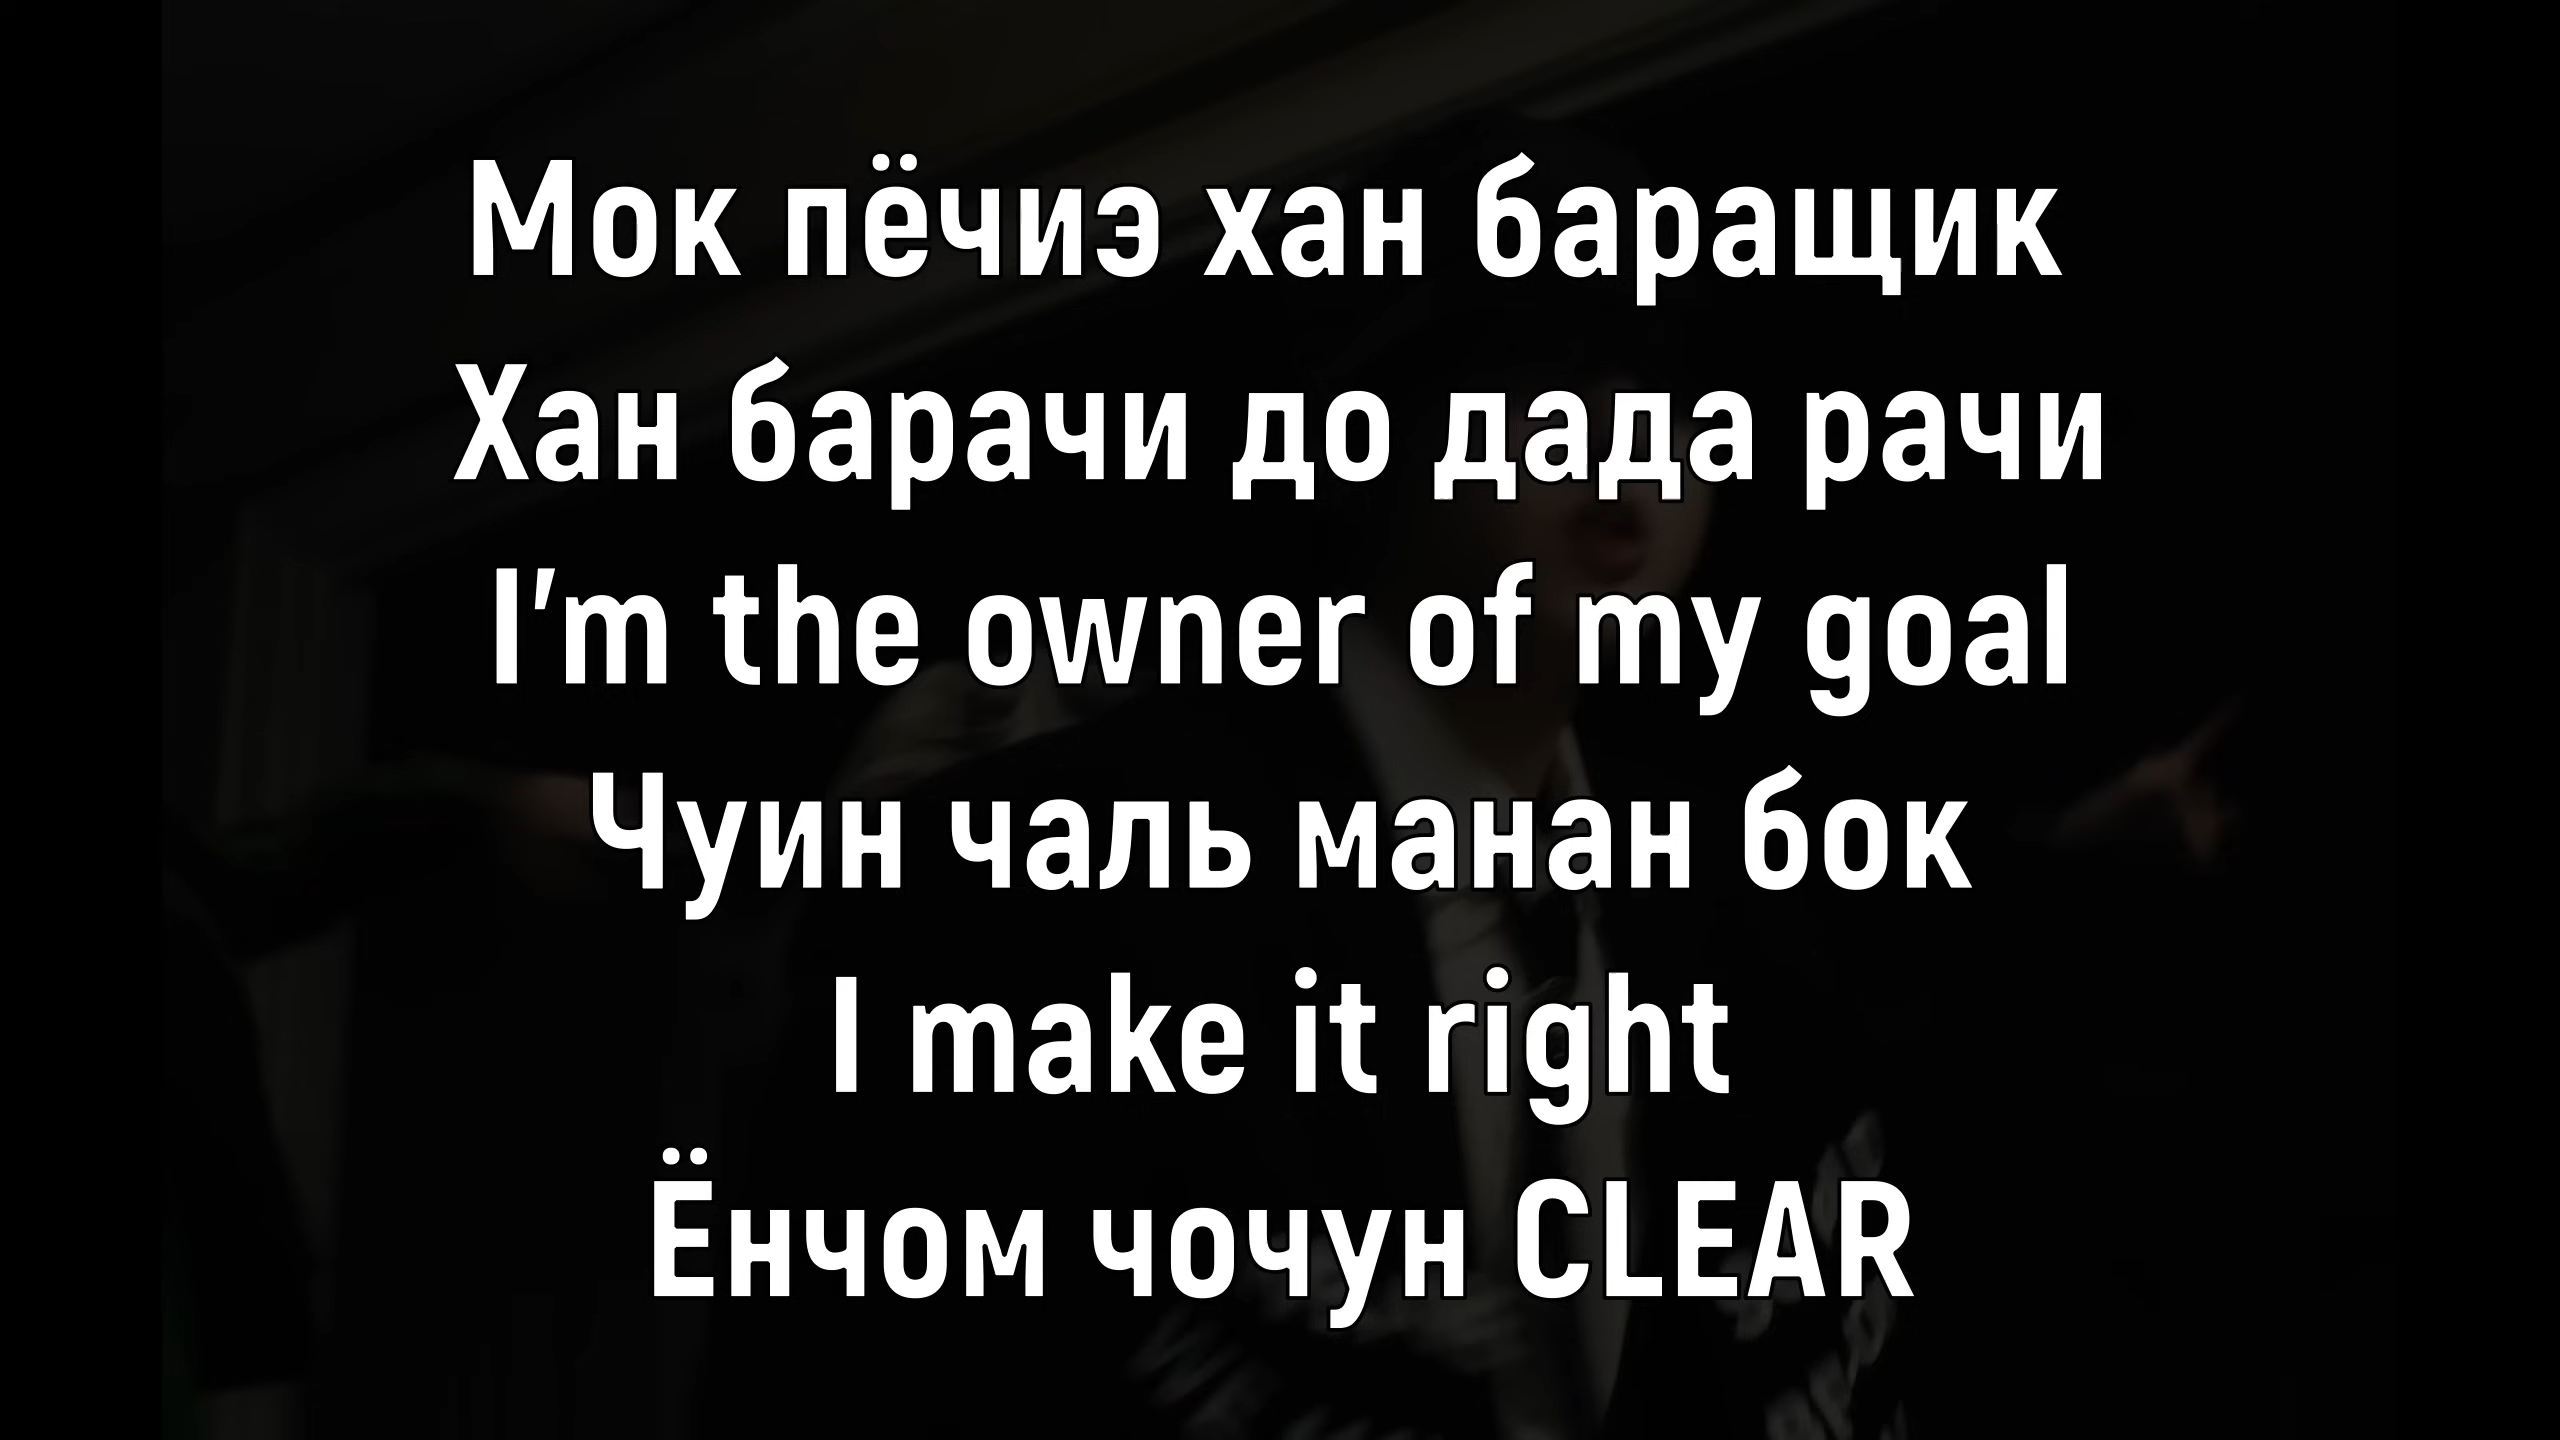 Мок пёчиэ хан баращик
Хан барачи до дада рачи
I'm the owner of my goal
Чуин чаль манан бок
I make it right
Ёнчом чочун CLEAR